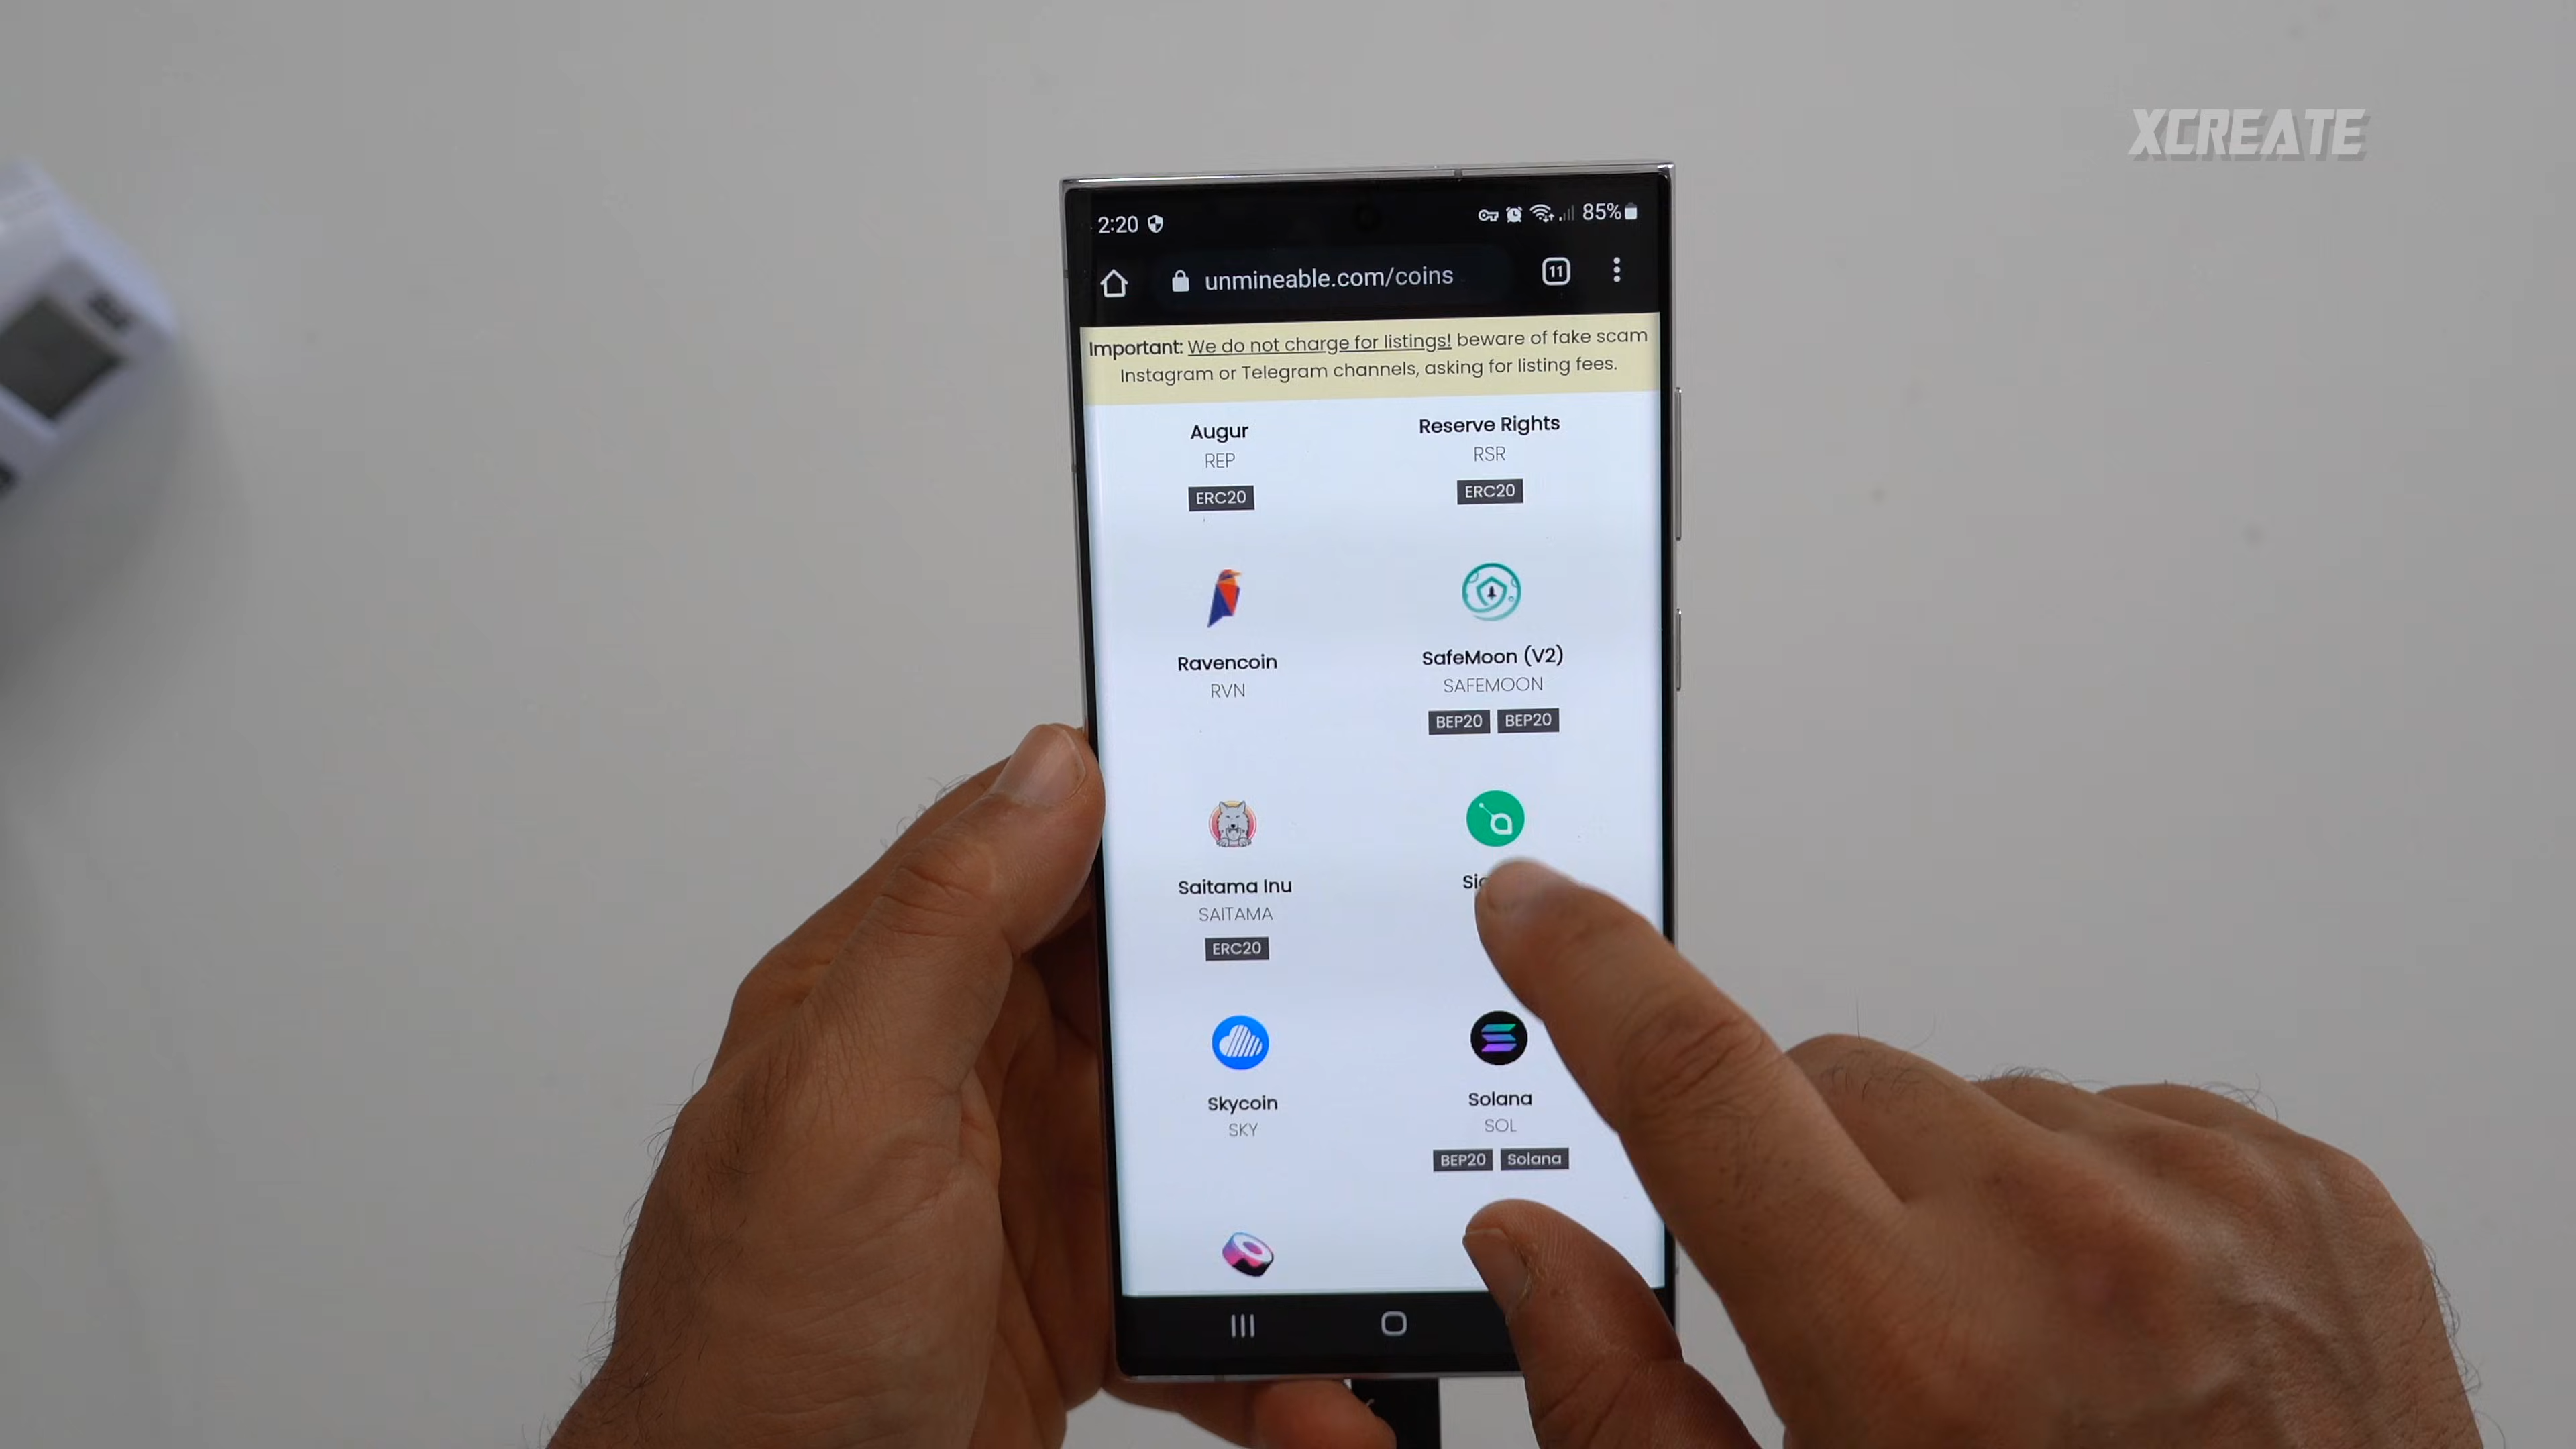 XCREATE
2:20
85%
unmineable.com/coins
11
Important: We do not charge for listings! beware of fake scam
Instagram or Telegram channels, asking for listing fees.
Augur
REP
ERC20
Reserve Rights
RSR
ERC20
Ravencoin
RVN
SafeMoon (V2)
SAFEMOON
BEP20 BEP20
Saitama Inu
SAITAMA
ERC20
Skycoin
SKY
Solana
SOL
BEP20 Solana